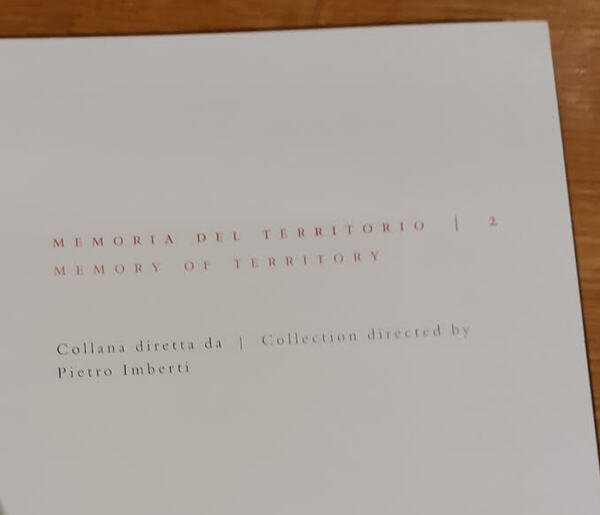 MEMORIA DEL TERRITORIO | 2
MEMORY OF TERRITORY
Collana diretta da | Collection directed by
Pietro Imberti